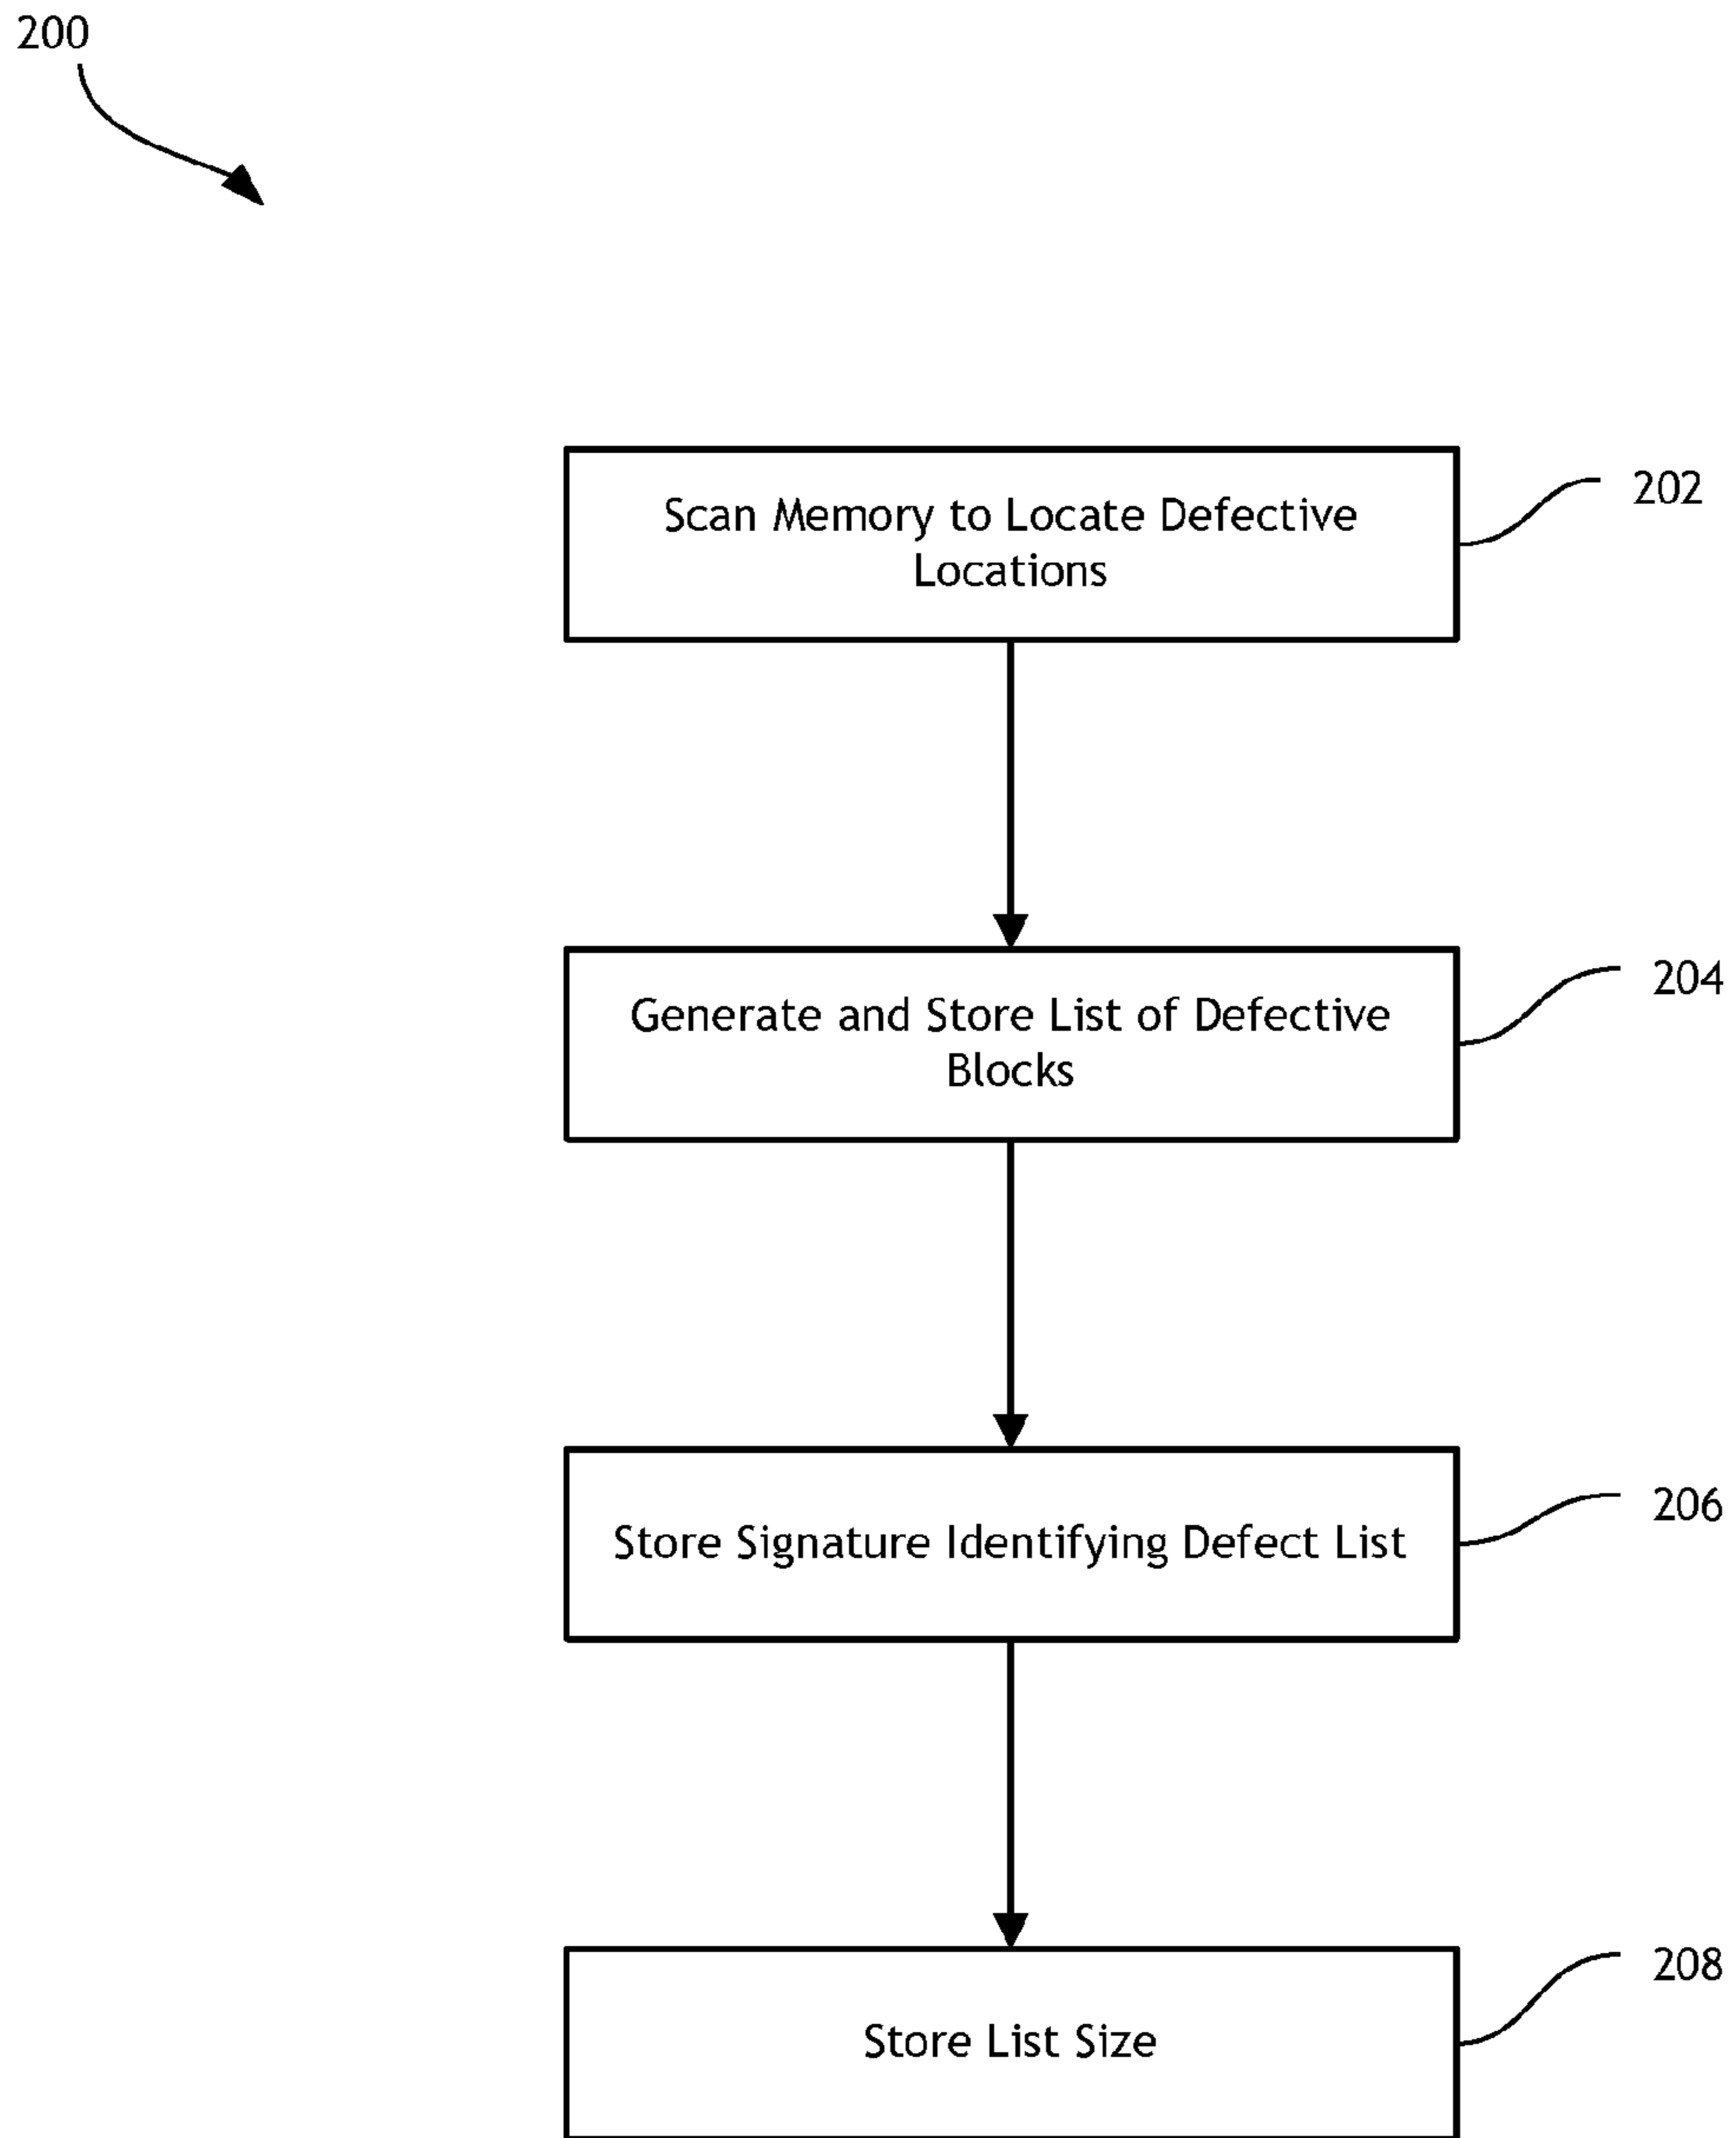 200
Scan Memory to Locate Defective
Locations
202
Generate and Store List of Defective
Blocks
204
Store Signature Identifying Defect List
206
Store List Size
208